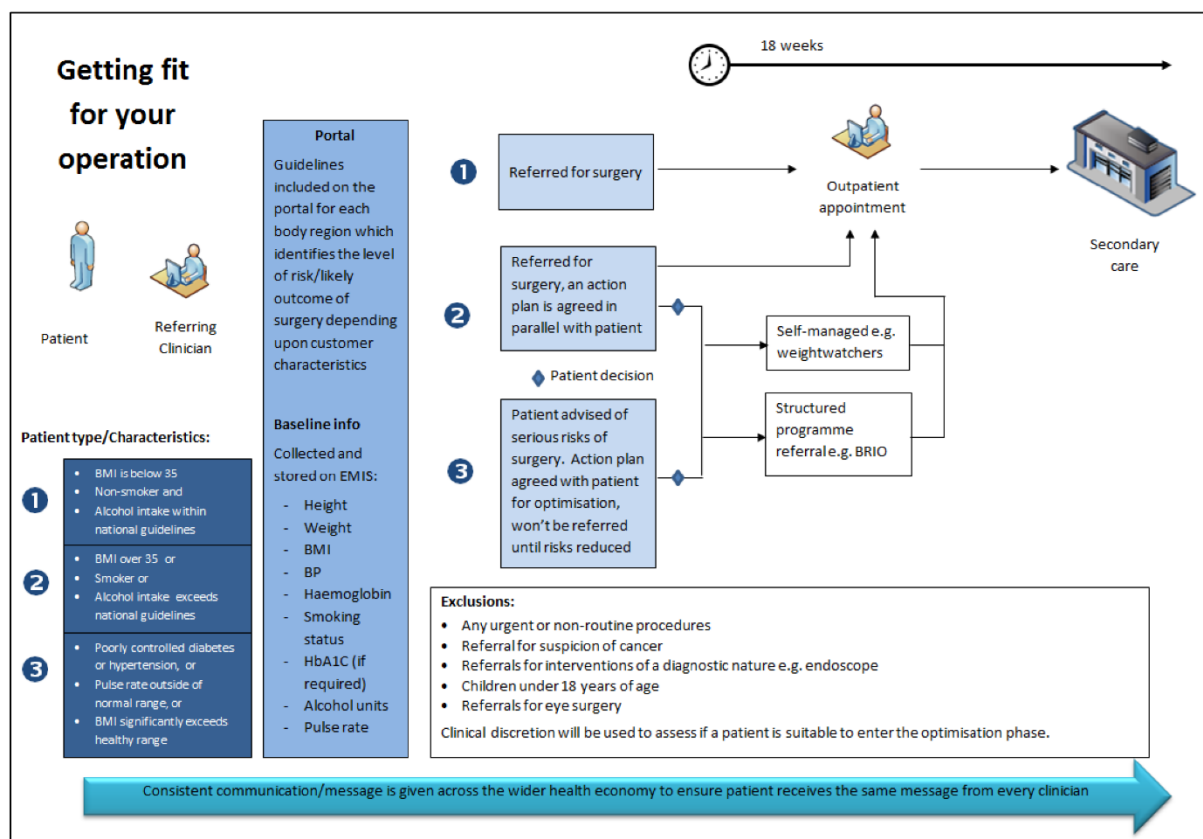 Getting fit
for your
operation
Patient
Referring
Clinician
Patient type/Characteristics:
1
• BMI is below 35
• Non-smoker and
• Alcohol intake within
national guidelines
2
• BMI over 35 or
• Smoker or
• Alcohol intake exceeds
national guidelines
3
• Poorly controlled diabetes
or hypertension, or
• Pulse rate outside of
normal range, or
• BMI significantly exceeds
healthy range
Portal
Guidelines
included on the
portal for each
body region which
identifies the level
of risk/likely
outcome of
surgery depending
upon customer
characteristics
Baseline info
Collected and
stored on EMIS:
- Height
- Weight
- BMI
- BP
- Haemoglobin
- Smoking
status
- HbA1C (if
required)
- Alcohol units
- Pulse rate
18 weeks
1
Referred for surgery
Outpatient
appointment
Secondary
care
2
Referred for
surgery, an action
plan is agreed in
parallel with patient
Patient decision
3
Patient advised of
serious risks of
surgery. Action plan
agreed with patient
for optimisation,
won't be referred
until risks reduced
Self-managed e.g.
weightwatchers
Structured
programme
referral e.g. BRIO
Exclusions:
• Any urgent or non-routine procedures
• Referral for suspicion of cancer
• Referrals for interventions of a diagnostic nature e.g. endoscope
• Children under 18 years of age
• Referrals for eye surgery
Clinical discretion will be used to assess if a patient is suitable to enter the optimisation phase.
Consistent communication/message is given across the wider health economy to ensure patient receives the same message from every clinician